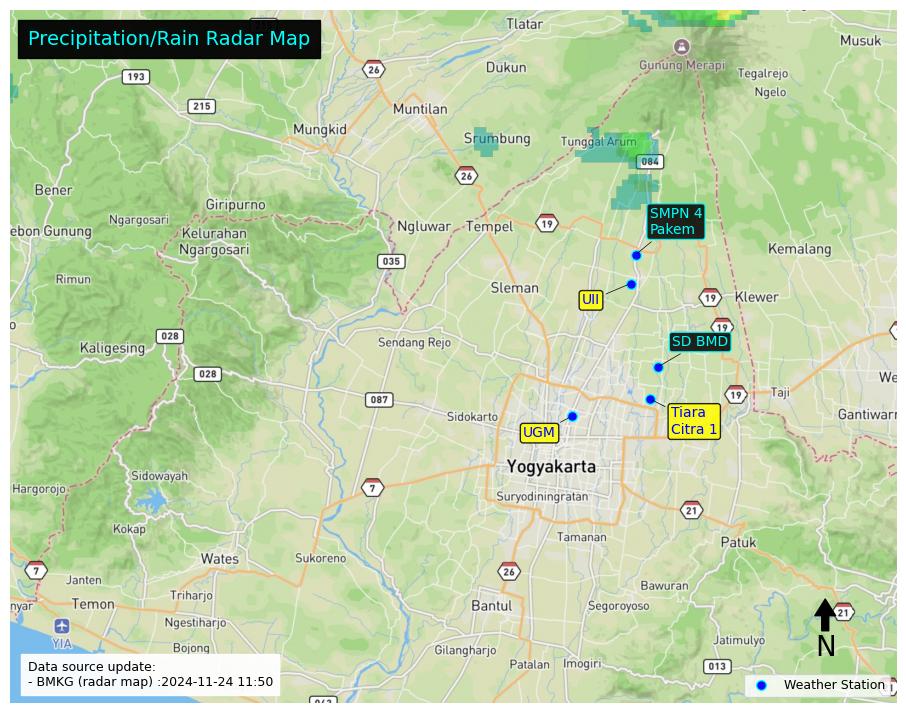 Precipitation/Rain Radar Map
Tlatar
Musuk
26
Gunung Merapi
Dukun
193
Tegalrejo
Ngelo
215
Muntilan
Mungkid
Srumbung
Tunggal Arum
084
26
Bener
Giripurno
SMPN 4
Pakem
Ngargosari
ebon Gunung
Kelurahan
Ngargosari
Ngluwar
Tempel
19
Kemalang
035
Rimun
Sleman
UII
19
Klewer
19
028
Kaligesing
Sendang Rejo
SD BMD
028
We
087
19
Taji
Sidokarto
Tiara
Citra 1
Gantiwarn
UGM
Yogyakarta
Sidowayah
Hargorojo
7
Suryodiningratan
21
Kokap
Tamanan
Patuk
Wates
Sukoreno
7
Janten
26
Bawuran
Triharjo
nyar
Temon
Bantul
Segoroyoso
21
Ngestiharjo
YIA
Jatimulyo
N
Bojong
Gilangharjo
Patalan
Imogiri
013
Data source update:
- BMKG (radar map) :2024-11-24 11:50
Weather Station